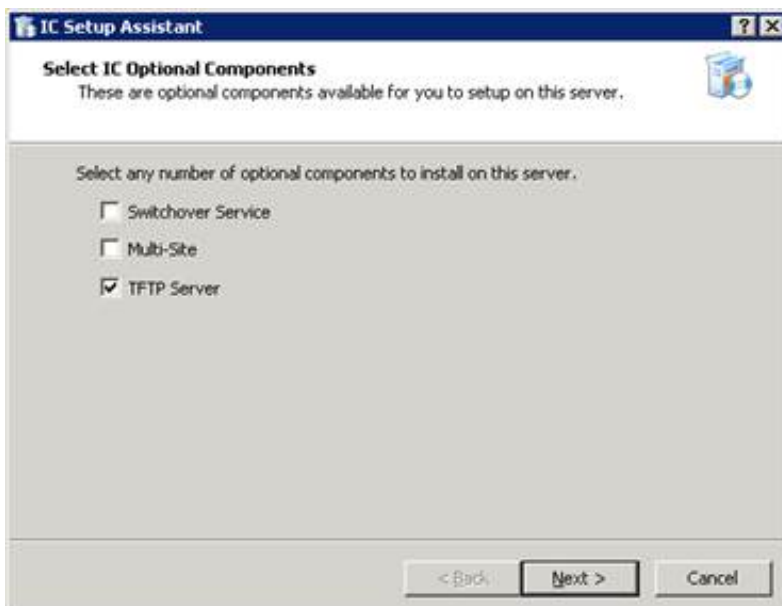 IC Setup Assistant
Select IC Optional Components
These are optional components available for you to setup on this server.
Select any number of optional components to install on this server.
Switchover Service
Multi-Site
TFTP Server
< Back
Next >
Cancel